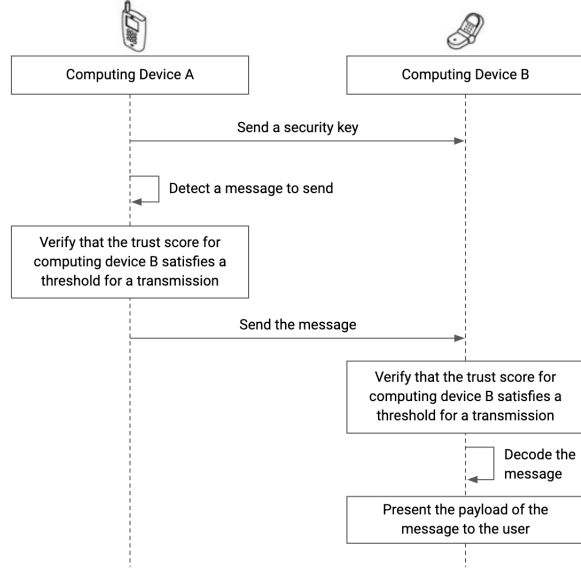 Computing Device A
Computing Device B
Send a security key
Detect a message to send
Verify that the trust score for
computing device B satisfies a
threshold for a transmission
Send the message
Verify that the trust score for
computing device B satisfies a
threshold for a transmission
Decode the
message
Present the payload of the
message to the user